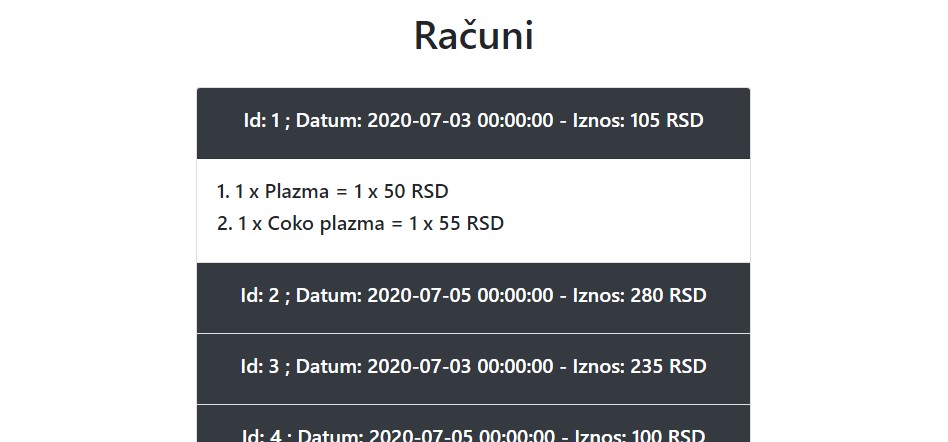 Računi
Id: 1 ; Datum: 2020-07-03 00:00:00 - Iznos: 105 RSD
1. 1 x Plazma = 1 x 50 RSD
2. 1 x Coko plazma = 1 x 55 RSD
Id: 2 ; Datum: 2020-07-05 00:00:00 - Iznos: 280 RSD
Id: 3 ; Datum: 2020-07-03 00:00:00 - Iznos: 235 RSD
Id: 4 ; Datum: 2020-07-05 00:00:00 - Iznos: 100 RSD